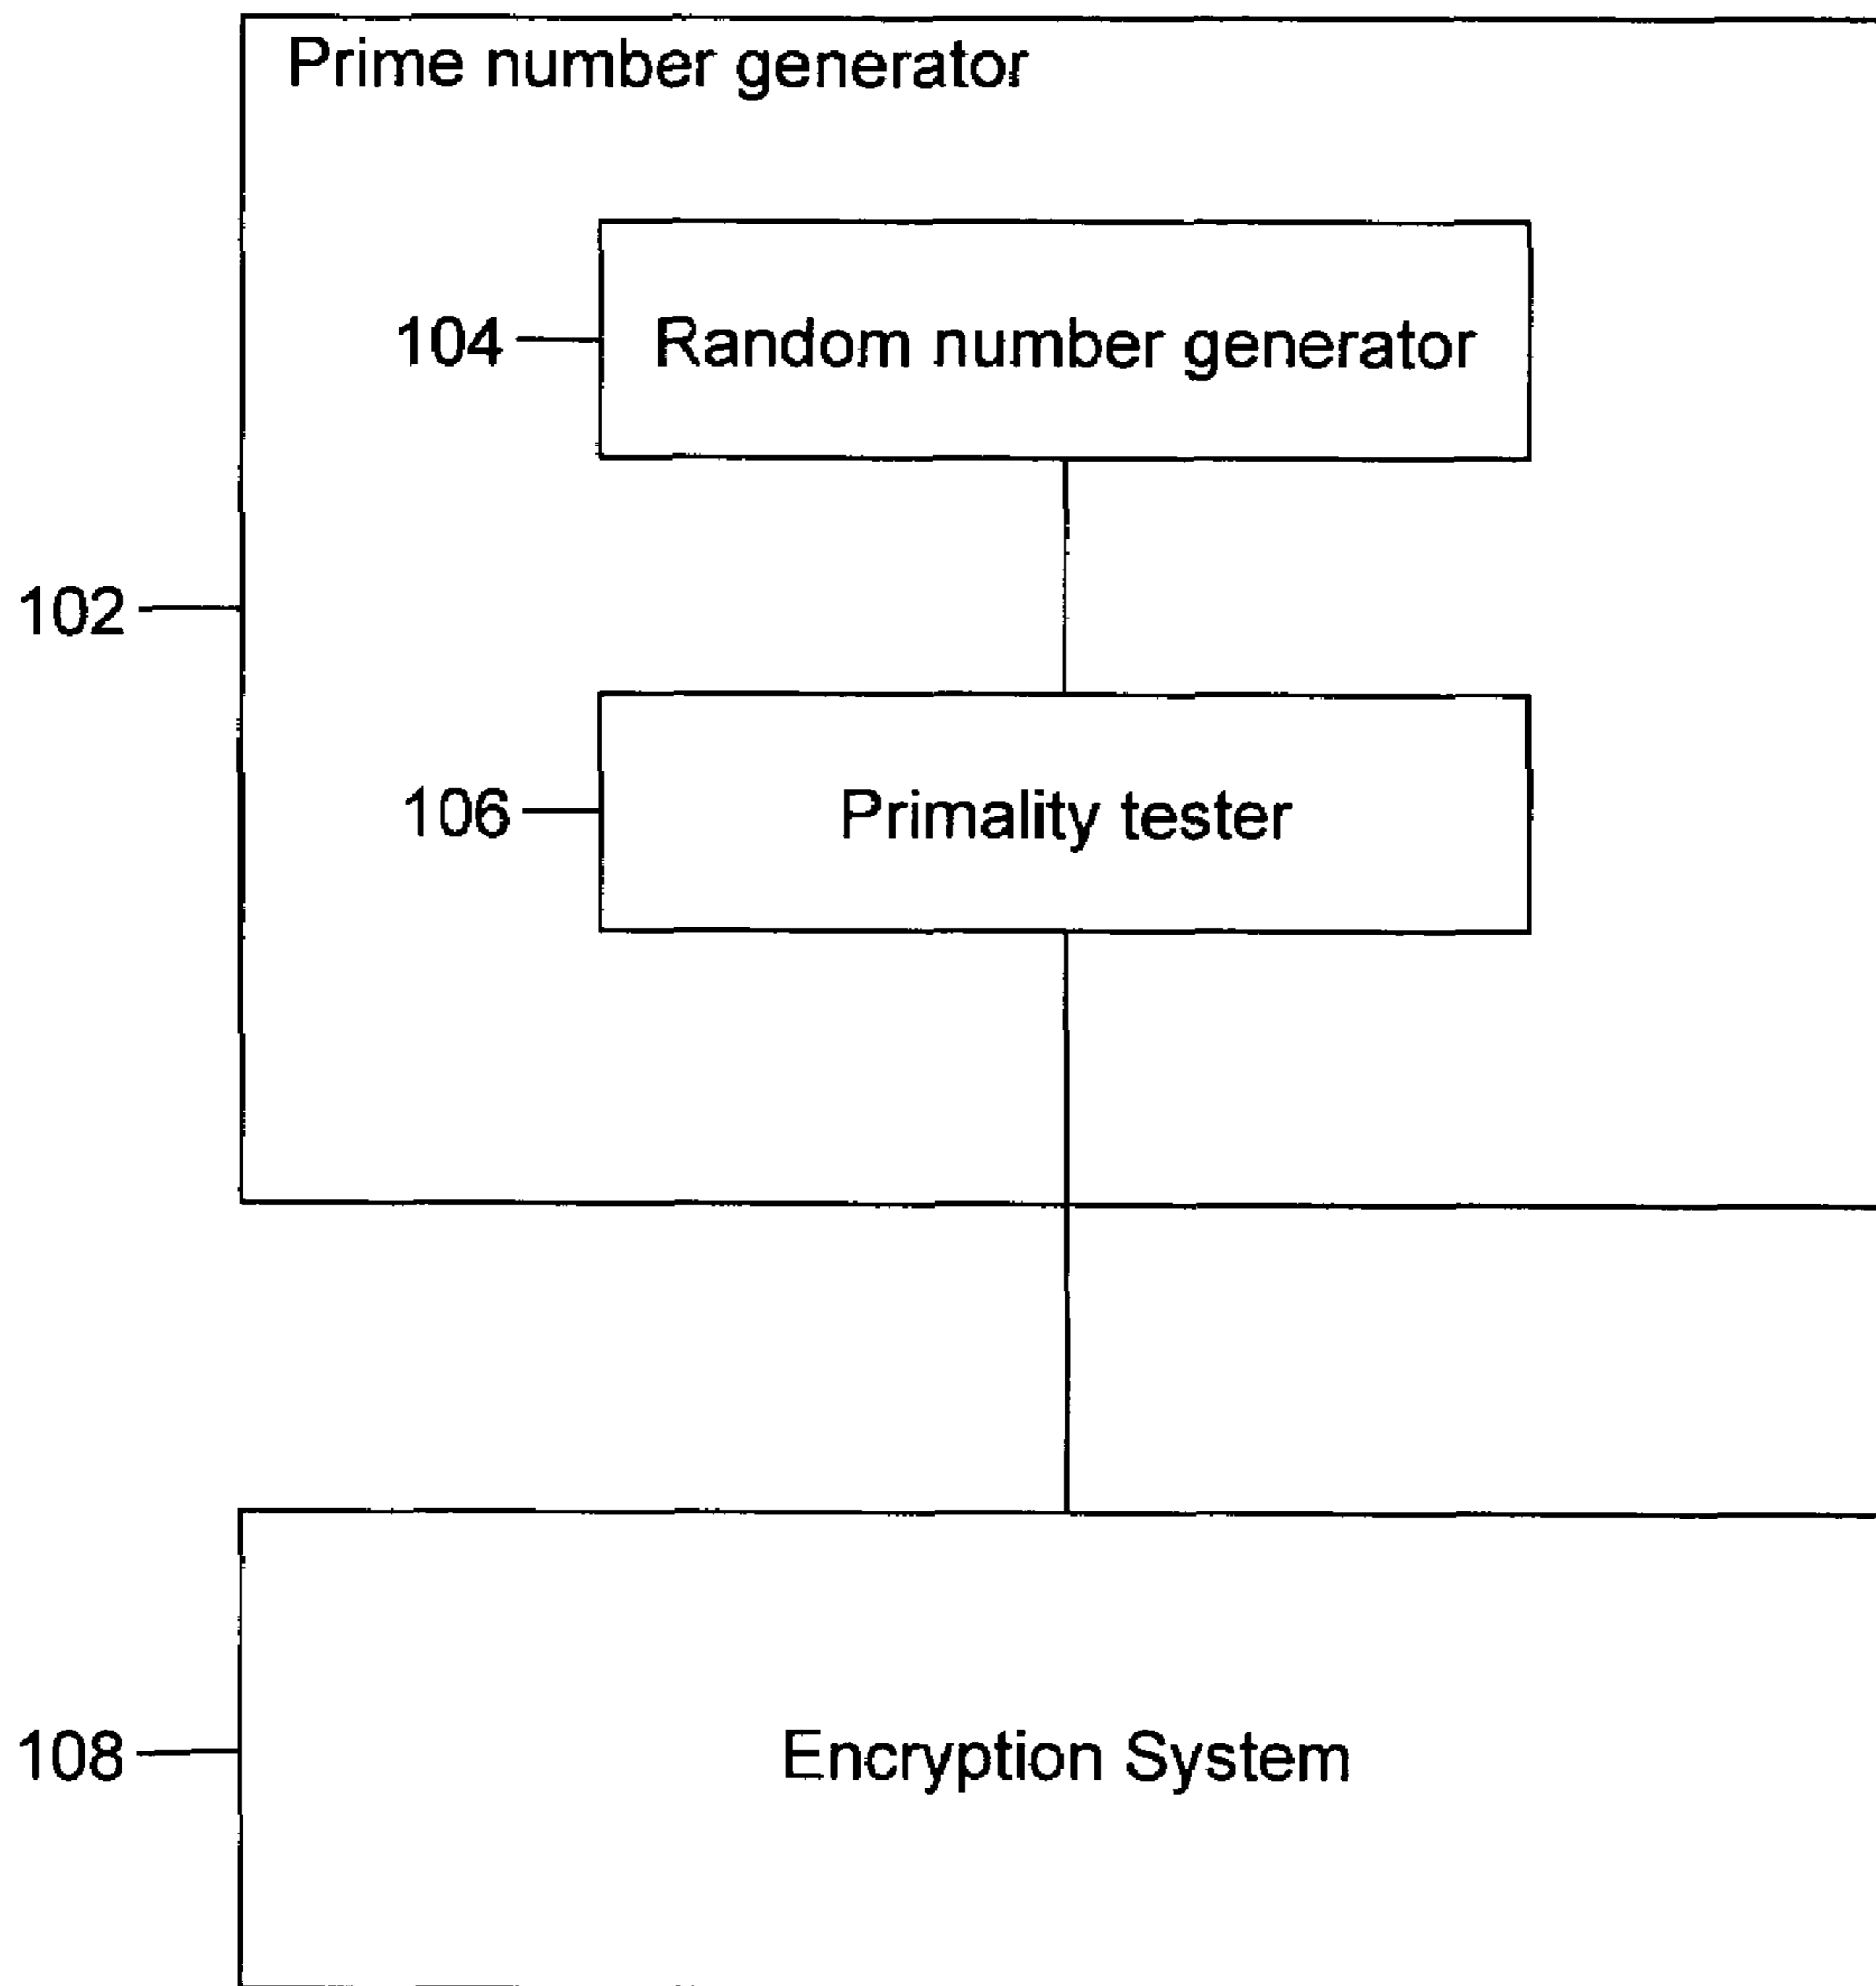 Prime number generator
104 Random number generator
102
106 Primality tester
108 Encryption System